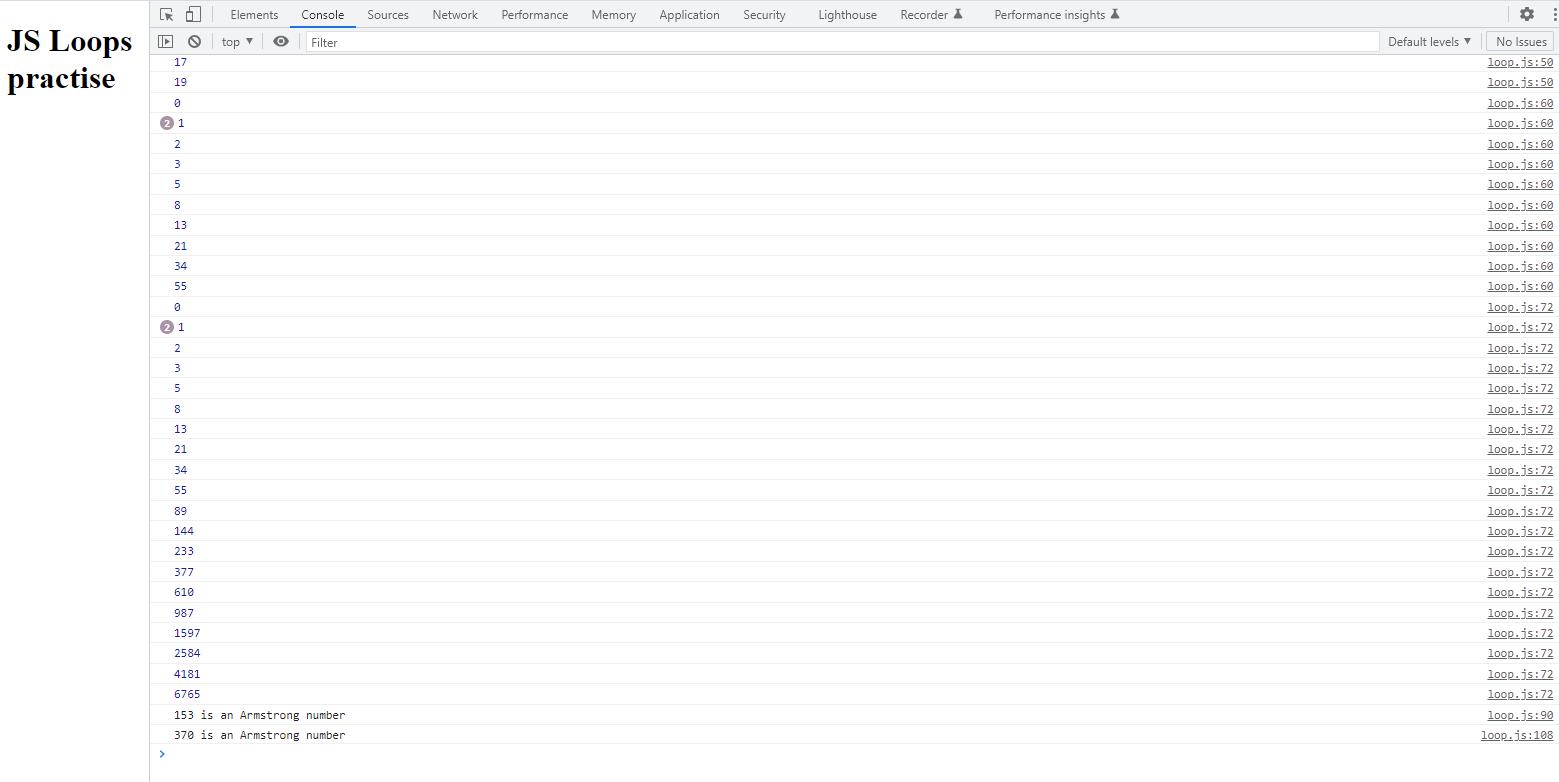 JS Loops
practise
Elements Console Sources Network Performance Memory Application Security Lighthouse Recorder Performance insights
top ▼ Filter Default levels ▼ No Issues
17 loop.js:50
19 loop.js:50
0 loop.js:60
2 1 loop.js:60
2 loop.js:60
3 loop.js:60
5 loop.js:60
8 loop.js:60
13 loop.js:60
21 loop.js:60
34 loop.js:60
55 loop.js:60
0 loop.js:72
2 1 loop.js:72
2 loop.js:72
3 loop.js:72
5 loop.js:72
8 loop.js:72
13 loop.js:72
21 loop.js:72
34 loop.js:72
55 loop.js:72
89 loop.js:72
144 loop.js:72
233 loop.js:72
377 loop.js:72
610 loop.js:72
987 loop.js:72
1597 loop.js:72
2584 loop.js:72
4181 loop.js:72
6765 loop.js:72
153 is an Armstrong number loop.js:90
370 is an Armstrong number loop.js:108